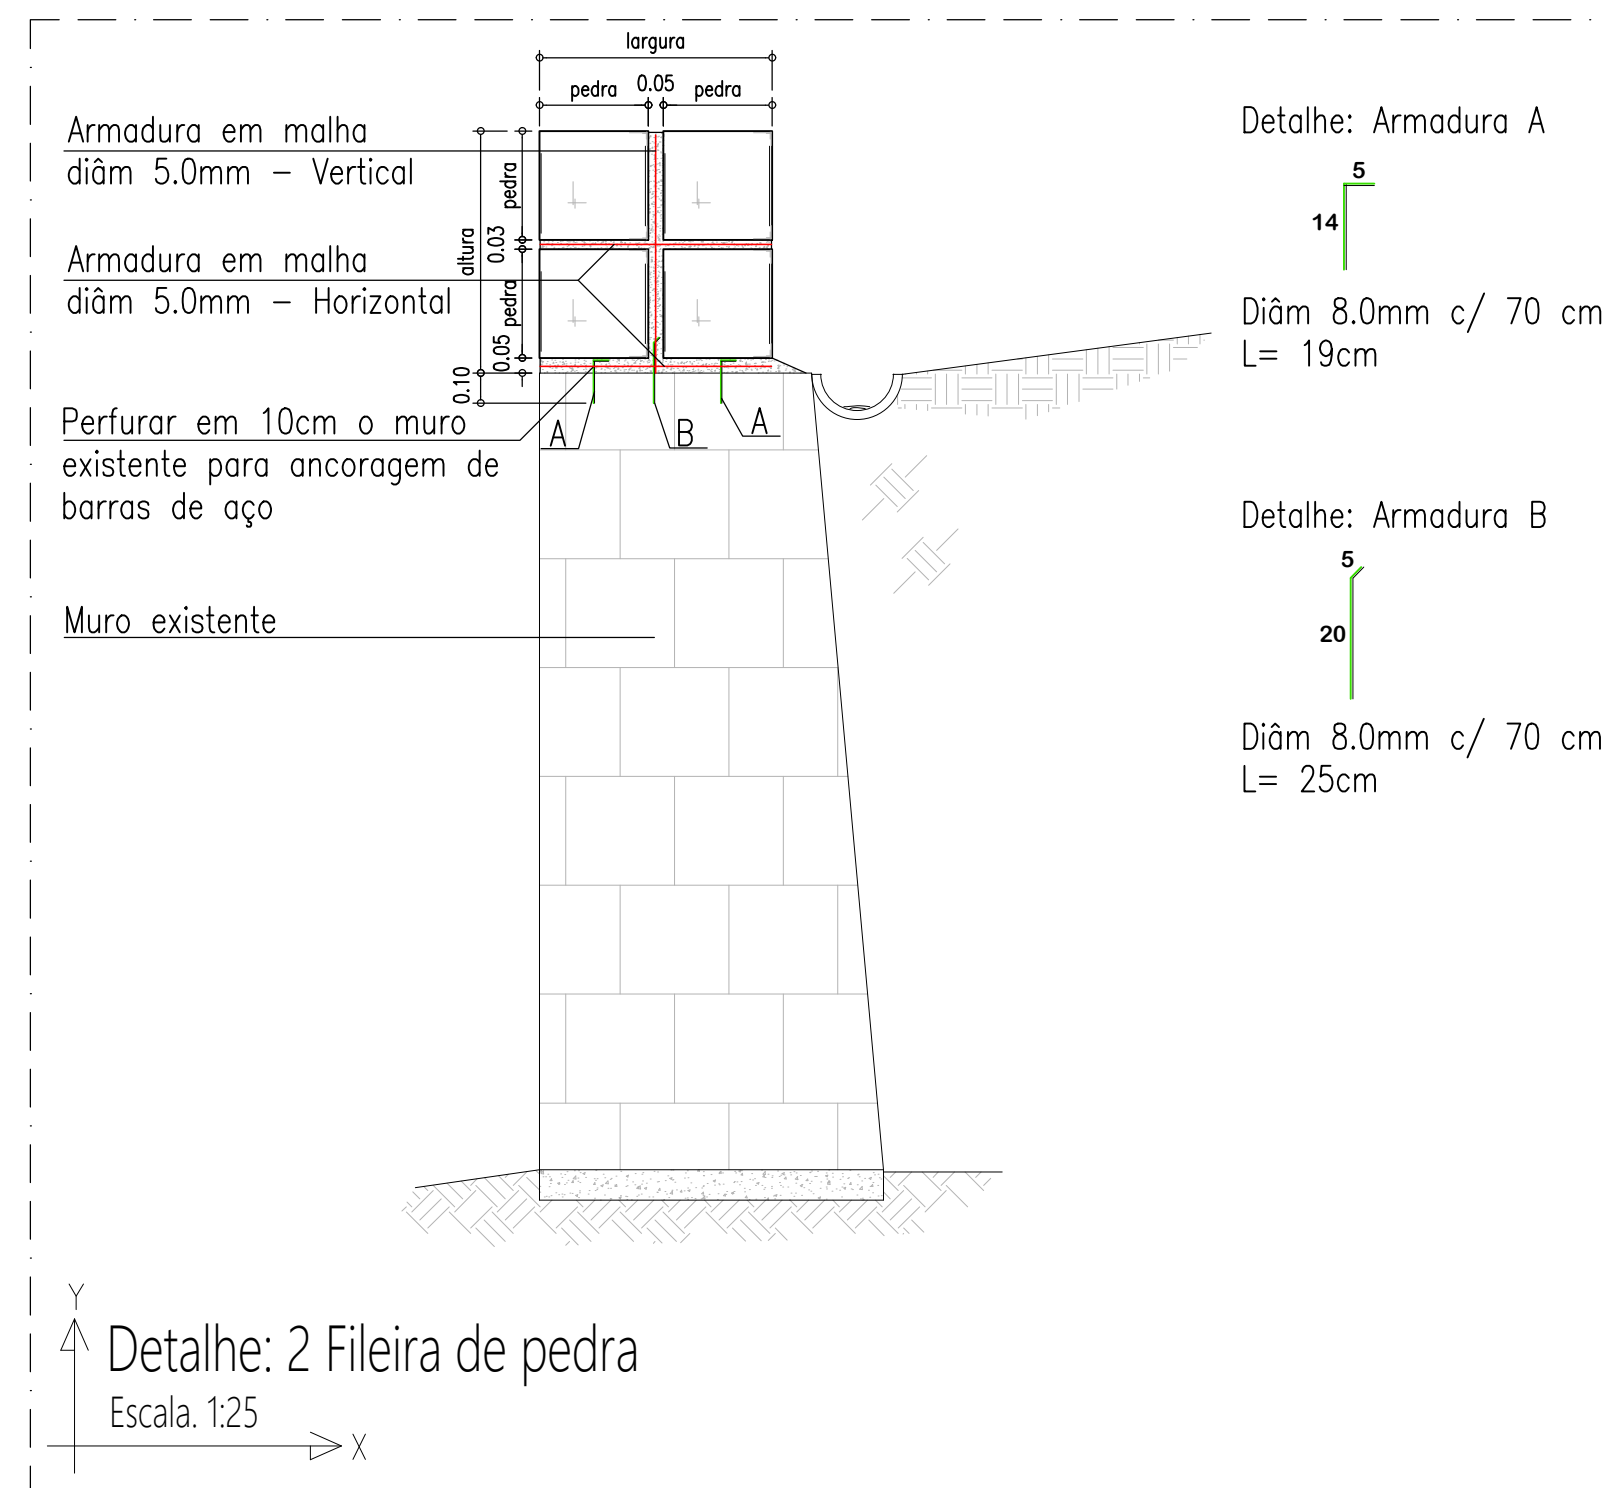 largura
pedra 0.05 pedra
Armadura em malha
diâm 5.0mm – Vertical
Armadura em malha
diâm 5.0mm – Horizontal
altura
pedra
0.03
pedra
0.05
0.10
Perfurar em 10cm o muro
existente para ancoragem de
barras de aço
A B A
Muro existente
Detalhe: Armadura A
5
14
Diâm 8.0mm c/ 70 cm
L= 19cm
Detalhe: Armadura B
5
20
Diâm 8.0mm c/ 70 cm
L= 25cm
Y
Detalhe: 2 Fileira de pedra
Escala. 1:25
X